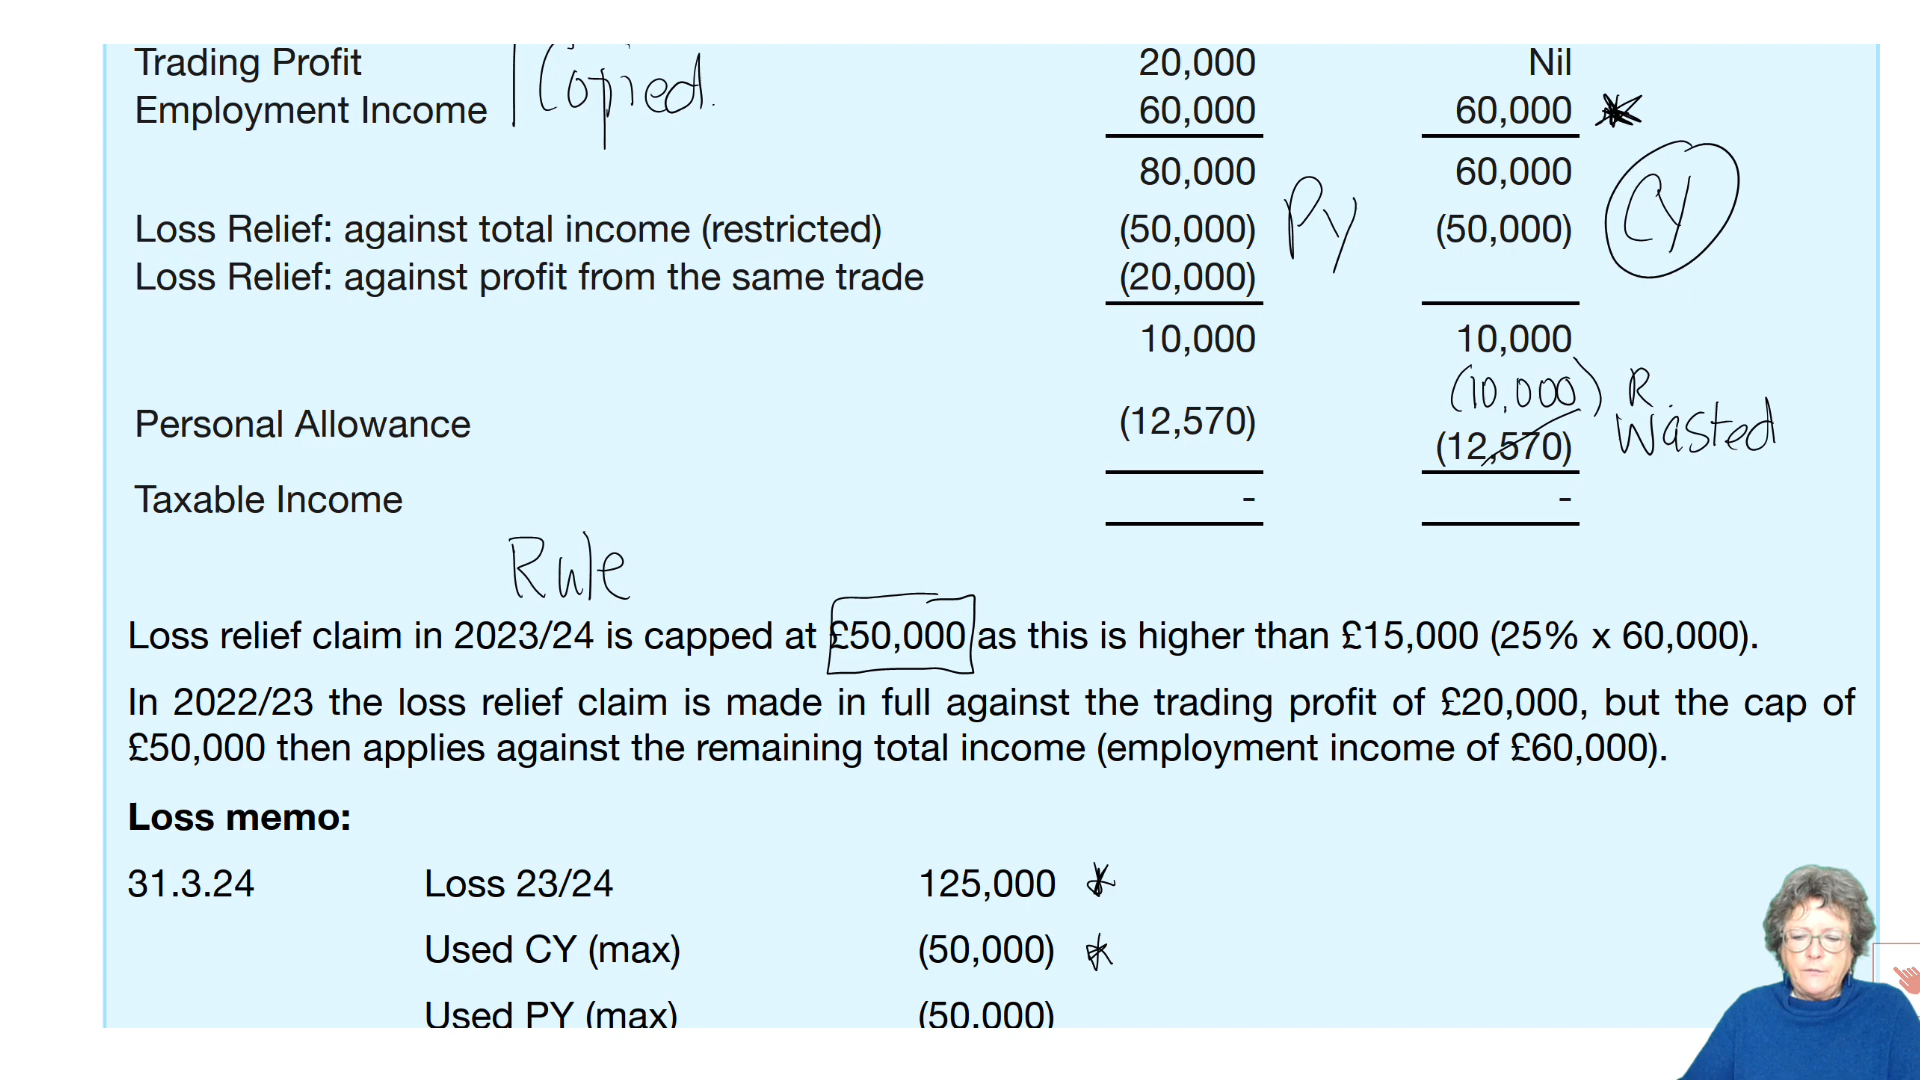 Trading Profit 20,000 Nil
Copied.
Employment Income 60,000 60,000
80,000 60,000
PY CY
Loss Relief: against total income (restricted) (50,000) (50,000)
Loss Relief: against profit from the same trade (20,000)
10,000 10,000
(10,000) R
Wasted
Personal Allowance (12,570) (12,570)
Taxable Income - -
Rule
Loss relief claim in 2023/24 is capped at £50,000 as this is higher than £15,000 (25% x 60,000).
In 2022/23 the loss relief claim is made in full against the trading profit of £20,000, but the cap of
£50,000 then applies against the remaining total income (employment income of £60,000).
Loss memo:
31.3.24 Loss 23/24 125,000
Used CY (max) (50,000)
Used PY (max) (50,000)